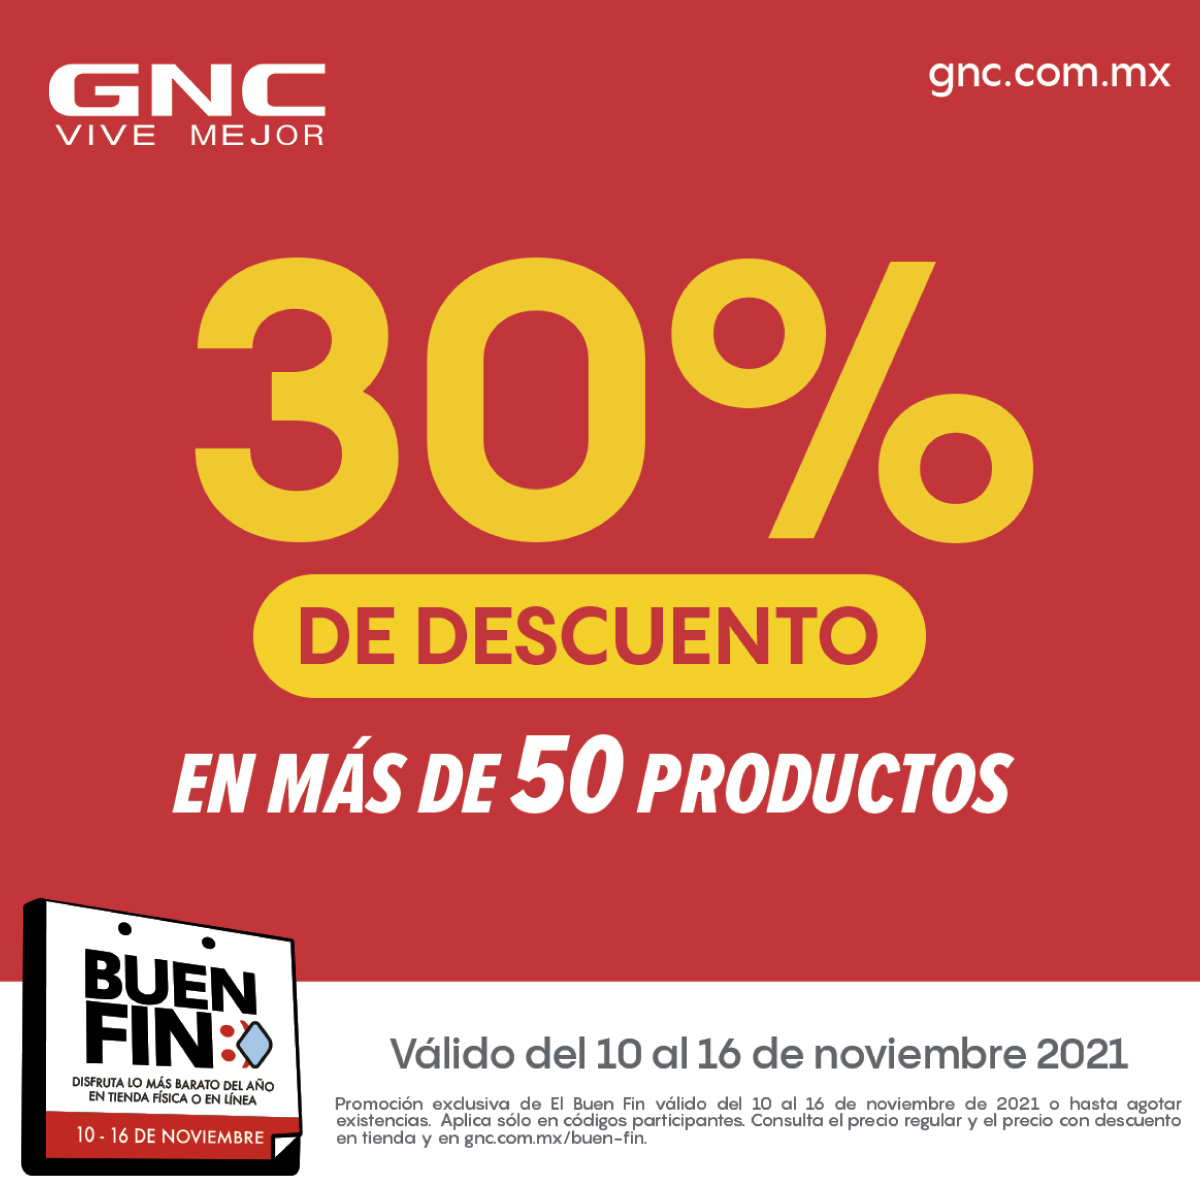 GNC
VIVE MEJOR
gnc.com.mx
30%
DE DESCUENTO
EN MÁS DE 50 PRODUCTOS
BUEN
FIN
DISFRUTA LO MÁS BARATO DEL AÑO
EN TIENDA FÍSICA O EN LÍNEA
10 - 16 DE NOVIEMBRE
Válido del 10 al 16 de noviembre 2021
Promoción exclusiva de El Buen Fin válido del 10 al 16 de noviembre de 2021 o hasta agotar
existencias. Aplica sólo en códigos participantes. Consulta el precio regular y el precio con descuento
en tienda y en gnc.com.mx/buen-fin.